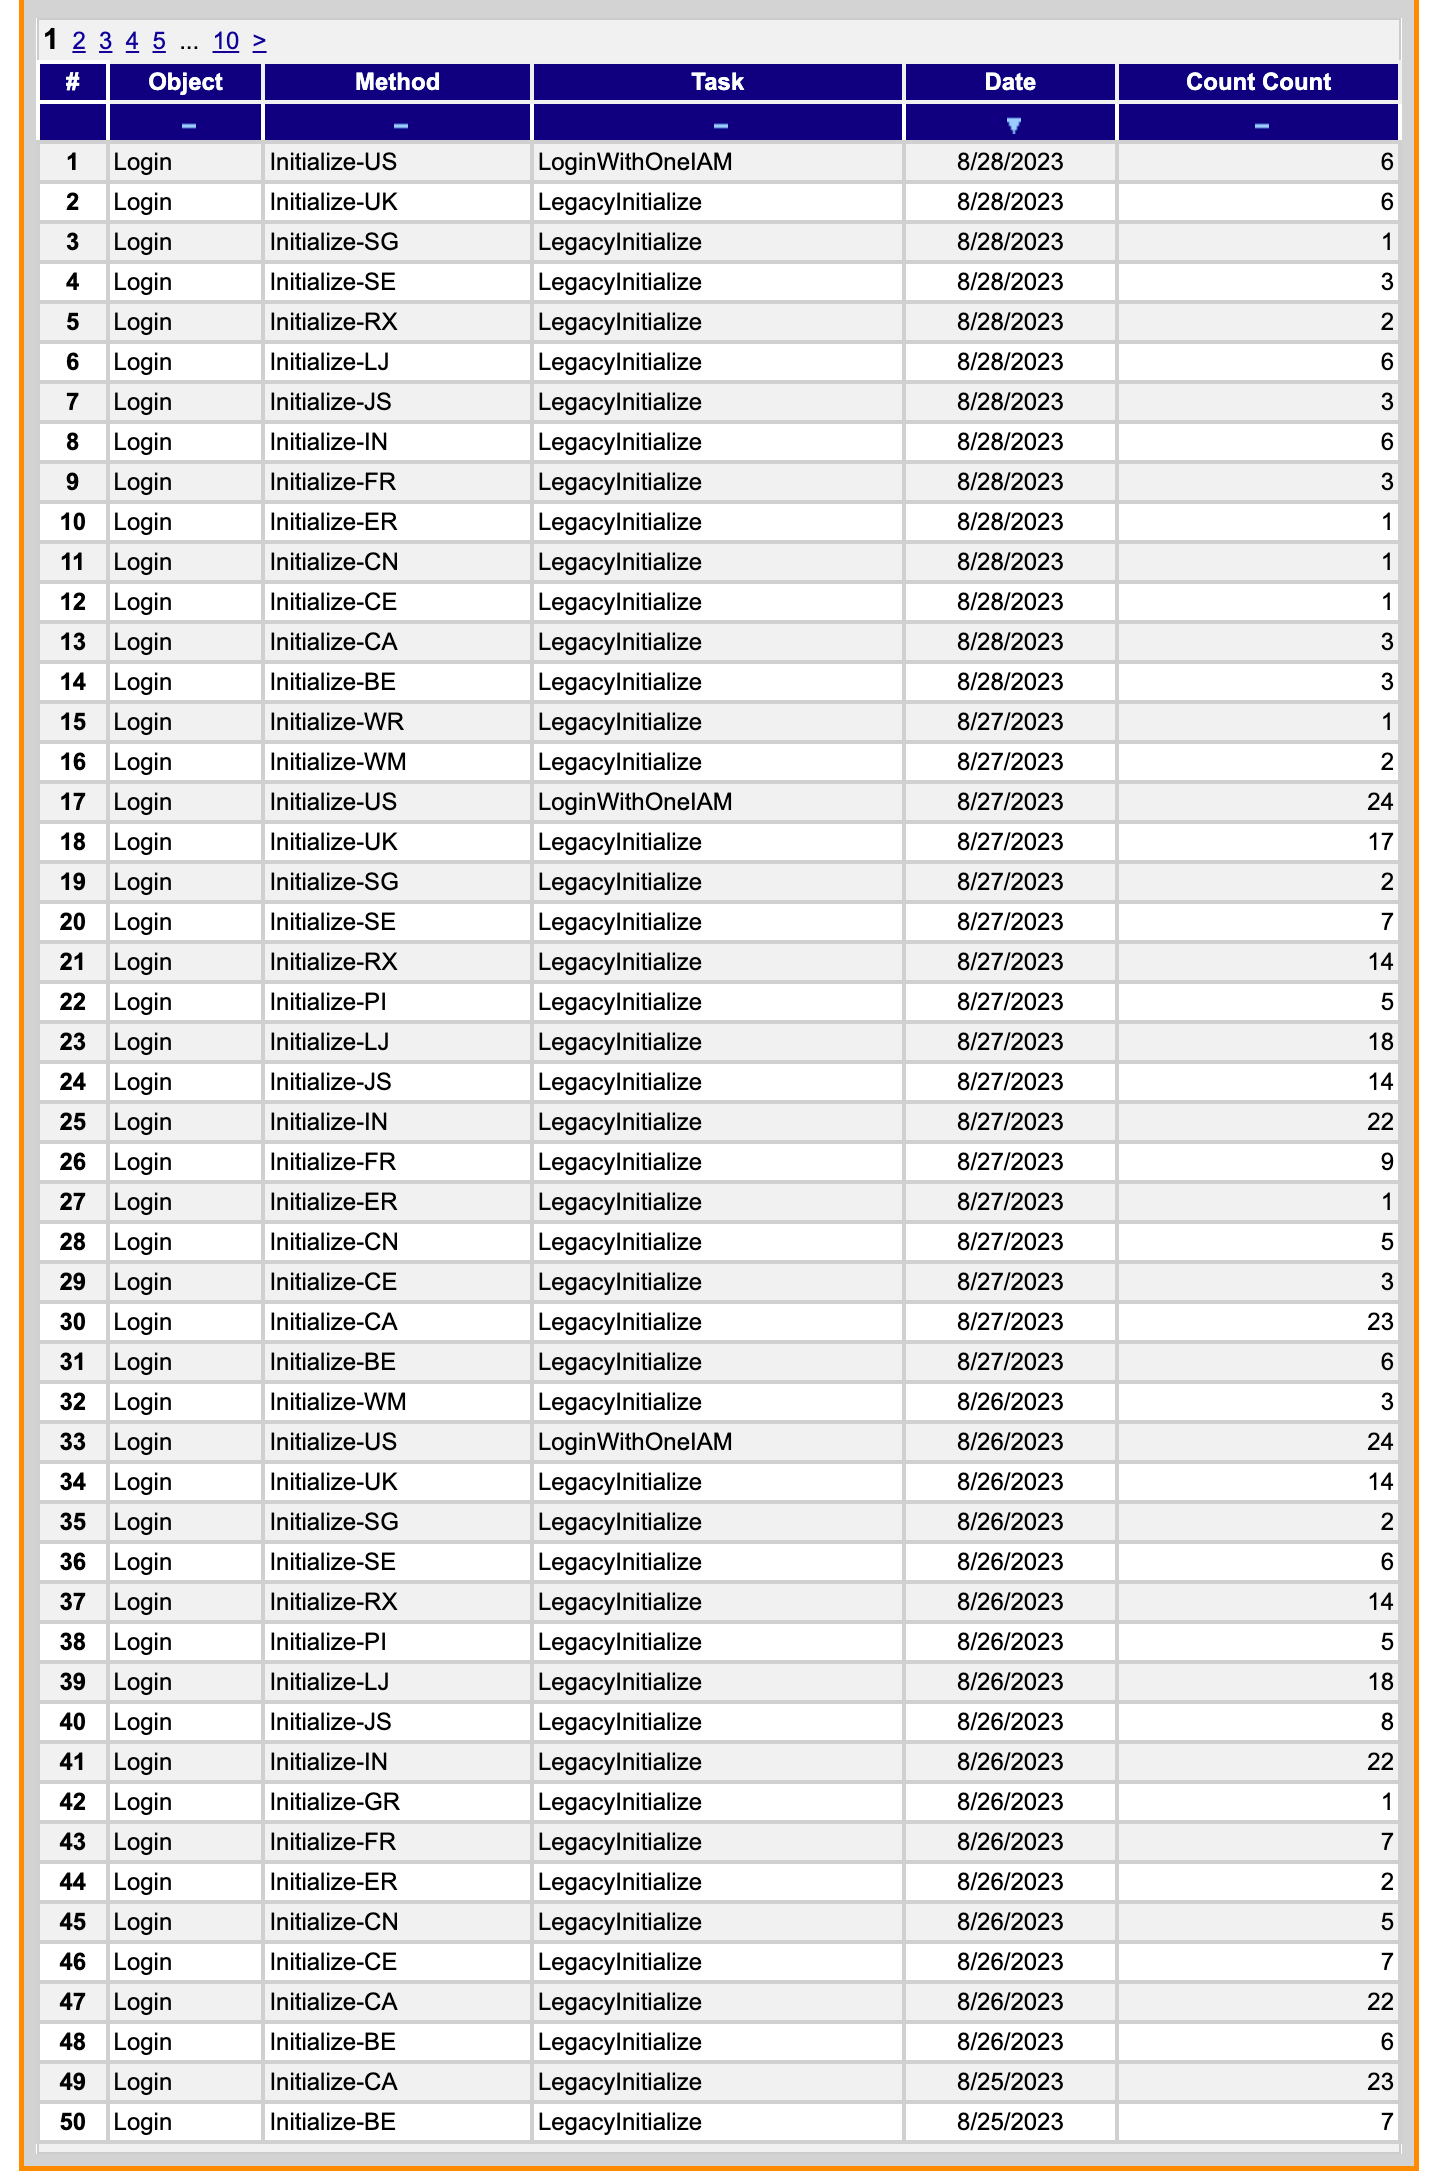 1 2 3 4 5 ... 10 >
# Object Method Task Date Count Count
1 Login Initialize-US LoginWithOneIAM 8/28/2023 6
2 Login Initialize-UK LegacyInitialize 8/28/2023 6
3 Login Initialize-SG LegacyInitialize 8/28/2023 1
4 Login Initialize-SE LegacyInitialize 8/28/2023 3
5 Login Initialize-RX LegacyInitialize 8/28/2023 2
6 Login Initialize-LJ LegacyInitialize 8/28/2023 6
7 Login Initialize-JS LegacyInitialize 8/28/2023 3
8 Login Initialize-IN LegacyInitialize 8/28/2023 6
9 Login Initialize-FR LegacyInitialize 8/28/2023 3
10 Login Initialize-ER LegacyInitialize 8/28/2023 1
11 Login Initialize-CN LegacyInitialize 8/28/2023 1
12 Login Initialize-CE LegacyInitialize 8/28/2023 1
13 Login Initialize-CA LegacyInitialize 8/28/2023 3
14 Login Initialize-BE LegacyInitialize 8/28/2023 3
15 Login Initialize-WR LegacyInitialize 8/27/2023 1
16 Login Initialize-WM LegacyInitialize 8/27/2023 2
17 Login Initialize-US LoginWithOneIAM 8/27/2023 24
18 Login Initialize-UK LegacyInitialize 8/27/2023 17
19 Login Initialize-SG LegacyInitialize 8/27/2023 2
20 Login Initialize-SE LegacyInitialize 8/27/2023 7
21 Login Initialize-RX LegacyInitialize 8/27/2023 14
22 Login Initialize-PI LegacyInitialize 8/27/2023 5
23 Login Initialize-LJ LegacyInitialize 8/27/2023 18
24 Login Initialize-JS LegacyInitialize 8/27/2023 14
25 Login Initialize-IN LegacyInitialize 8/27/2023 22
26 Login Initialize-FR LegacyInitialize 8/27/2023 9
27 Login Initialize-ER LegacyInitialize 8/27/2023 1
28 Login Initialize-CN LegacyInitialize 8/27/2023 5
29 Login Initialize-CE LegacyInitialize 8/27/2023 3
30 Login Initialize-CA LegacyInitialize 8/27/2023 23
31 Login Initialize-BE LegacyInitialize 8/27/2023 6
32 Login Initialize-WM LegacyInitialize 8/26/2023 3
33 Login Initialize-US LoginWithOneIAM 8/26/2023 24
34 Login Initialize-UK LegacyInitialize 8/26/2023 14
35 Login Initialize-SG LegacyInitialize 8/26/2023 2
36 Login Initialize-SE LegacyInitialize 8/26/2023 6
37 Login Initialize-RX LegacyInitialize 8/26/2023 14
38 Login Initialize-PI LegacyInitialize 8/26/2023 5
39 Login Initialize-LJ LegacyInitialize 8/26/2023 18
40 Login Initialize-JS LegacyInitialize 8/26/2023 8
41 Login Initialize-IN LegacyInitialize 8/26/2023 22
42 Login Initialize-GR LegacyInitialize 8/26/2023 1
43 Login Initialize-FR LegacyInitialize 8/26/2023 7
44 Login Initialize-ER LegacyInitialize 8/26/2023 2
45 Login Initialize-CN LegacyInitialize 8/26/2023 5
46 Login Initialize-CE LegacyInitialize 8/26/2023 7
47 Login Initialize-CA LegacyInitialize 8/26/2023 22
48 Login Initialize-BE LegacyInitialize 8/26/2023 6
49 Login Initialize-CA LegacyInitialize 8/25/2023 23
50 Login Initialize-BE LegacyInitialize 8/25/2023 7